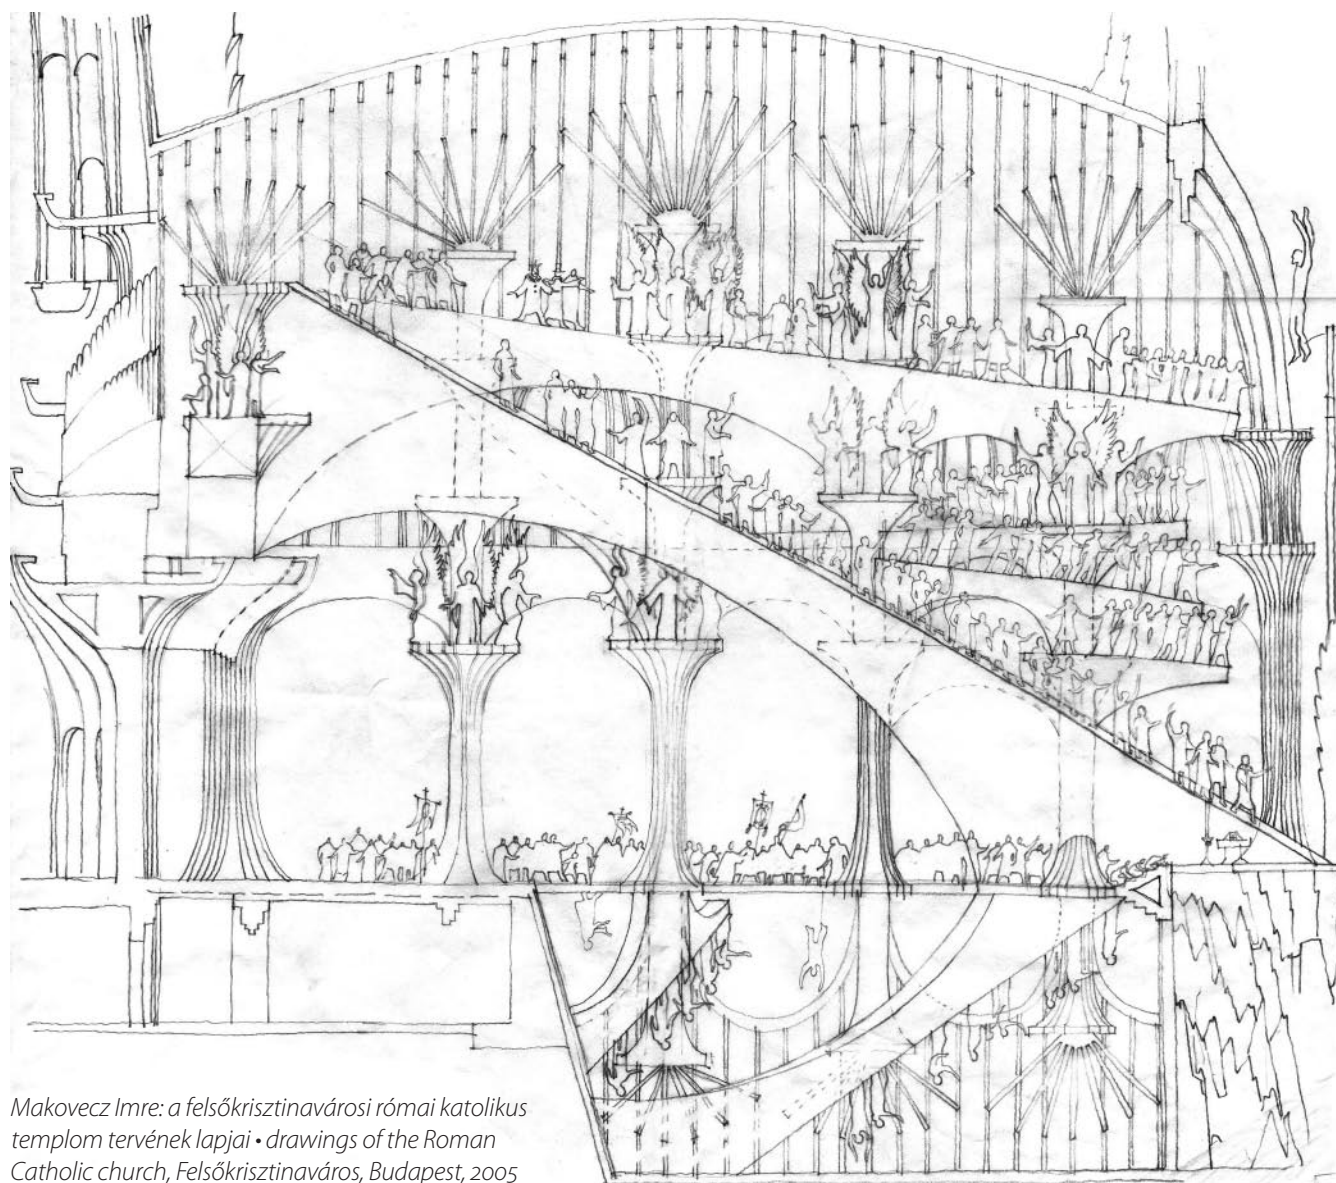 Makovecz Imre: a felsőkrisztinavárosi római katolikus
templom tervének lapjai • drawings of the Roman
Catholic church, Felsőkrisztinaváros, Budapest, 2005